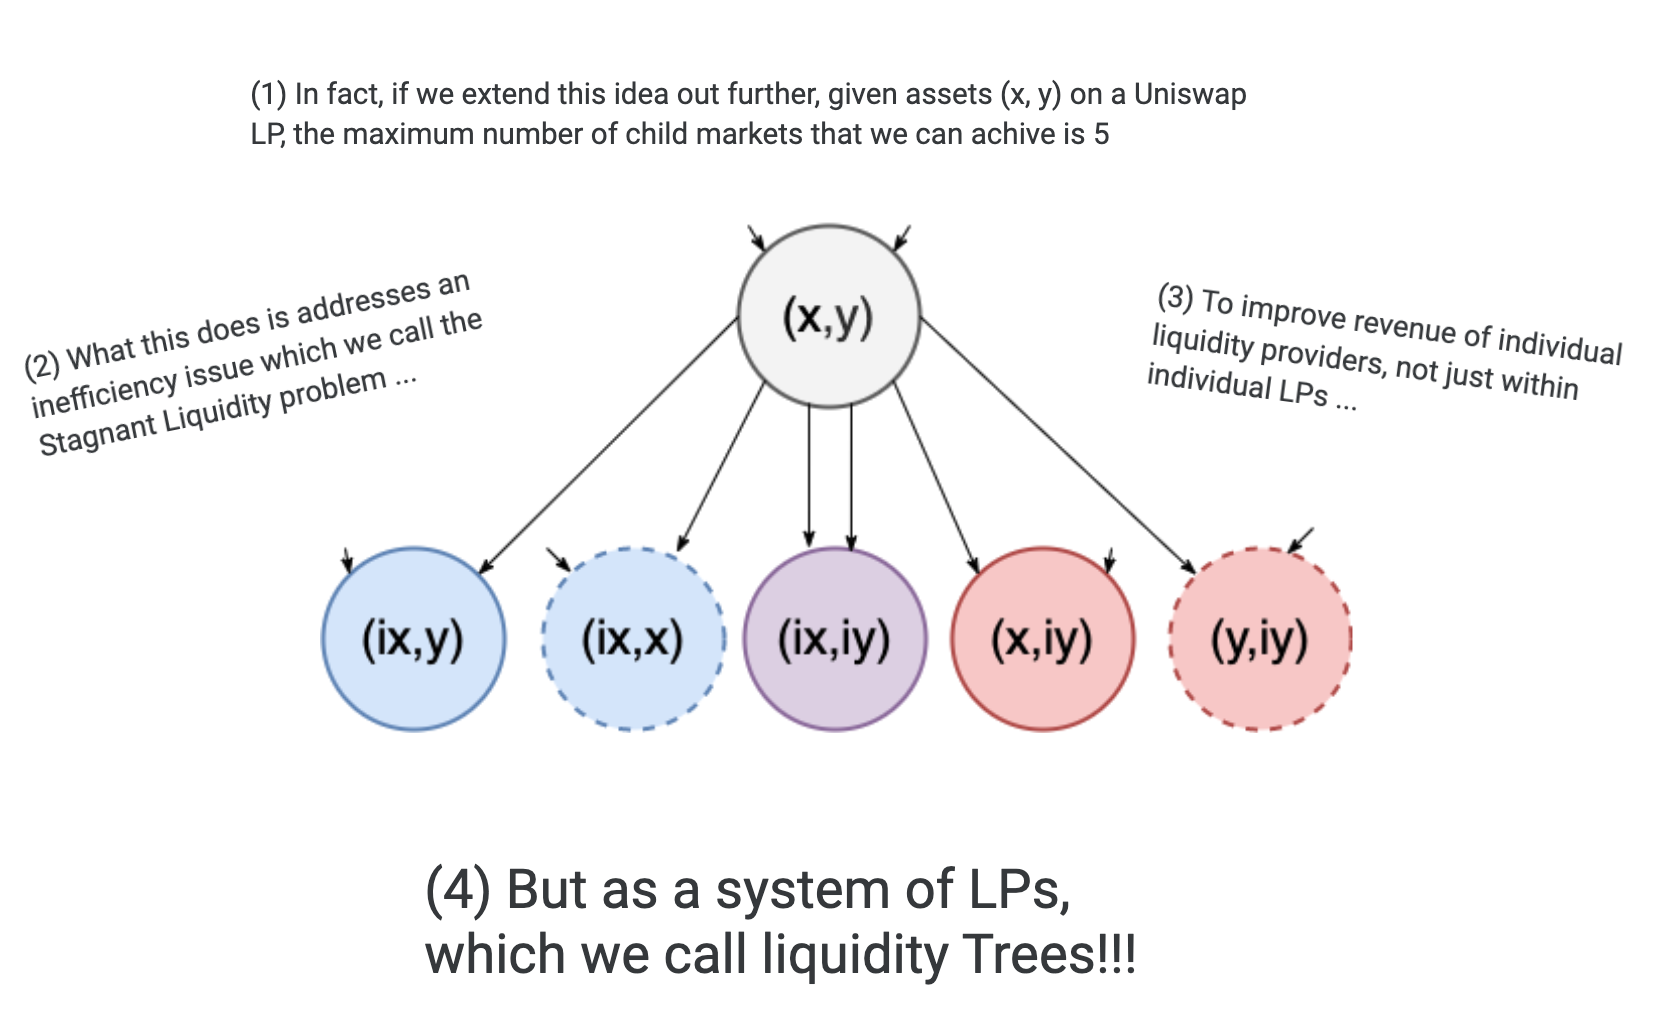 (1) In fact, if we extend this idea out further, given assets (x, y) on a Uniswap
LP, the maximum number of child markets that we can achive is 5
(x,y)
(2) What this does is addresses an
inefficiency issue which we call the
Stagnant Liquidity problem ...
(3) To improve revenue of individual
liquidity providers, not just within
individual LPs ...
(ix,y)
(ix,x)
(ix,iy)
(x,iy)
(y,iy)
(4) But as a system of LPs,
which we call liquidity Trees!!!